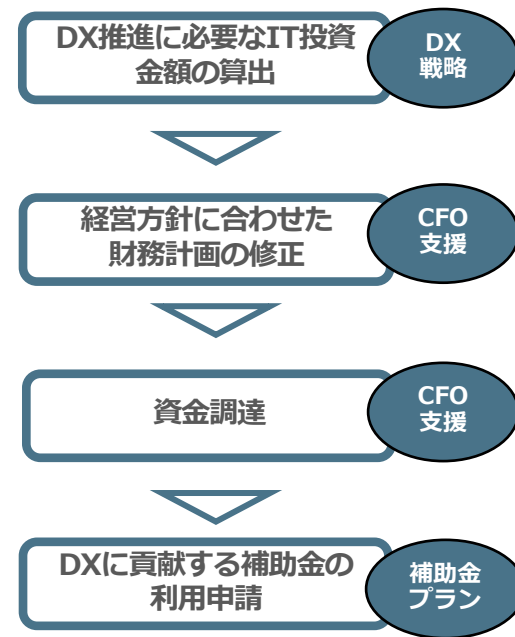 DX推進に必要なIT投資
金額の算出
DX
戦略
経営方針に合わせた
財務計画の修正
CFO
支援
資金調達
CFO
支援
DXに貢献する補助金の
利用申請
補助金
プラン